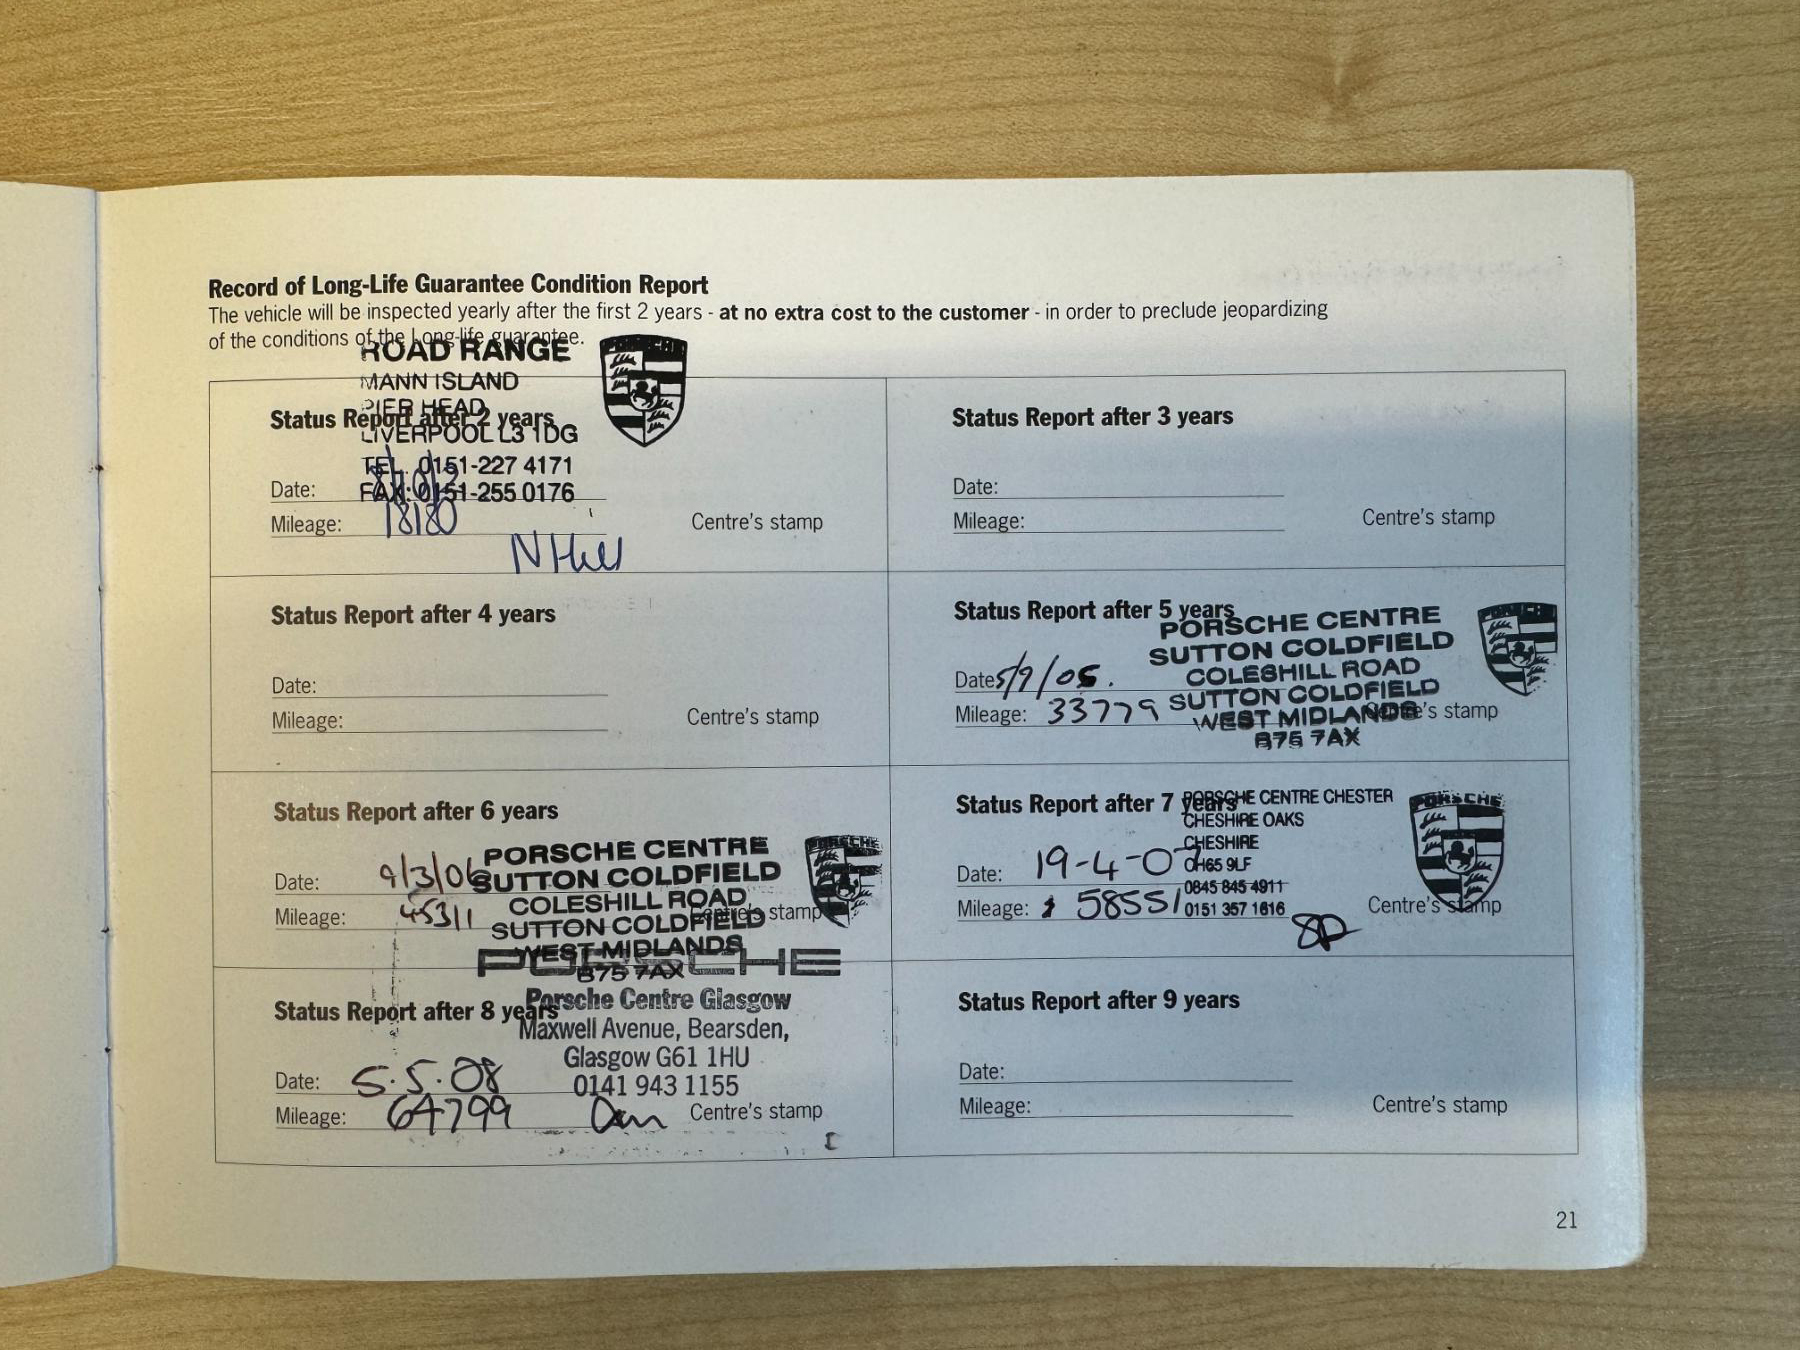 Record of Long-Life Guarantee Condition Report
The vehicle will be inspected yearly after the first 2 years - at no extra cost to the customer - in order to preclude jeopardizing
of the conditions of the Long-life guarantee.
ROAD RANGE
MANN ISLAND
PIER HEAD
LIVERPOOL L3 1DG
TEL. 0151-227 4171
FAX: 0151-255 0176
PORSCHE
Status Report after 2 years
Date:
Mileage: 18180
Centre's stamp
N Hill
Status Report after 3 years
Date:
Mileage:
Centre's stamp
Status Report after 4 years
Date:
Mileage:
Centre's stamp
Status Report after 5 years
Date: 5/9/05.
Mileage: 33779
Centre's stamp
PORSCHE CENTRE
SUTTON COLDFIELD
COLESHILL ROAD
SUTTON COLDFIELD
WEST MIDLANDS
B75 7AX
PORSCHE
Status Report after 6 years
Date: 9/3/06
Mileage: 45311
Centre's stamp
PORSCHE CENTRE
SUTTON COLDFIELD
COLESHILL ROAD
SUTTON COLDFIELD
WEST MIDLANDS
B75 7AX
PORSCHE
Status Report after 7 years
Date: 19-4-07
Mileage: 58551
Centre's stamp
PORSCHE CENTRE CHESTER
CHESHIRE OAKS
CHESHIRE
CH65 9LF
0845 845 4911
0151 357 1616
PORSCHE
Status Report after 8 years
Date: 5.5.08
Mileage: 64799
Centre's stamp
PORSCHE
Porsche Centre Glasgow
Maxwell Avenue, Bearsden,
Glasgow G61 1HU
0141 943 1155
Status Report after 9 years
Date:
Mileage:
Centre's stamp
21